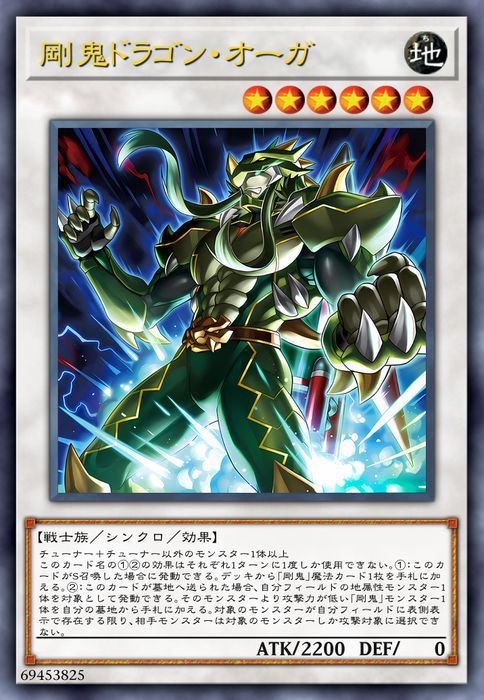 剛鬼ドラゴン・オーガ
ち
地
【戦士族／シンクロ／効果】
チューナー＋チューナー以外のモンスター1体以上
このカード名の①②の効果はそれぞれ1ターンに1度しか使用できない。①：このカ
ードがS召喚した場合に発動できる。デッキから「剛鬼」魔法カード1枚を手札に加
える。②：このカードが墓地へ送られた場合、自分フィールドの地属性モンスター1
体を対象として発動できる。そのモンスターより攻撃力が低い「剛鬼」モンスター1
体を自分の墓地から手札に加える。対象のモンスターが自分フィールドに表側表
示で存在する限り、相手モンスターは対象のモンスターしか攻撃対象に選択でき
ない。
ATK/2200 DEF/ 0
69453825